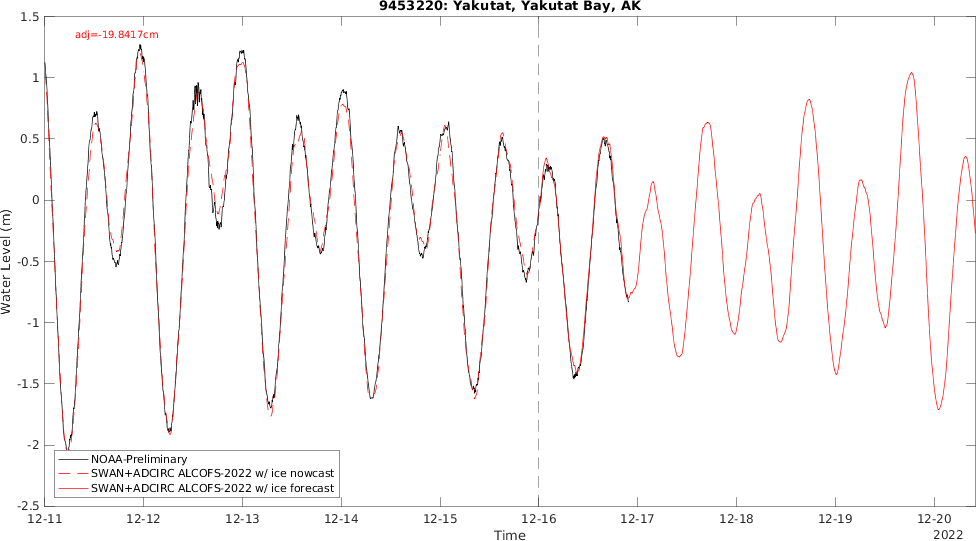 9453220: Yakutat, Yakutat Bay, AK
adj=-19.8417cm
1.5
1
0.5
0
-0.5
-1
-1.5
-2
-2.5
Water Level (m)
NOAA-Preliminary
SWAN+ADCIRC ALCOFS-2022 w/ ice nowcast
SWAN+ADCIRC ALCOFS-2022 w/ ice forecast
12-11 12-12 12-13 12-14 12-15 12-16 12-17 12-18 12-19 12-20
Time
2022